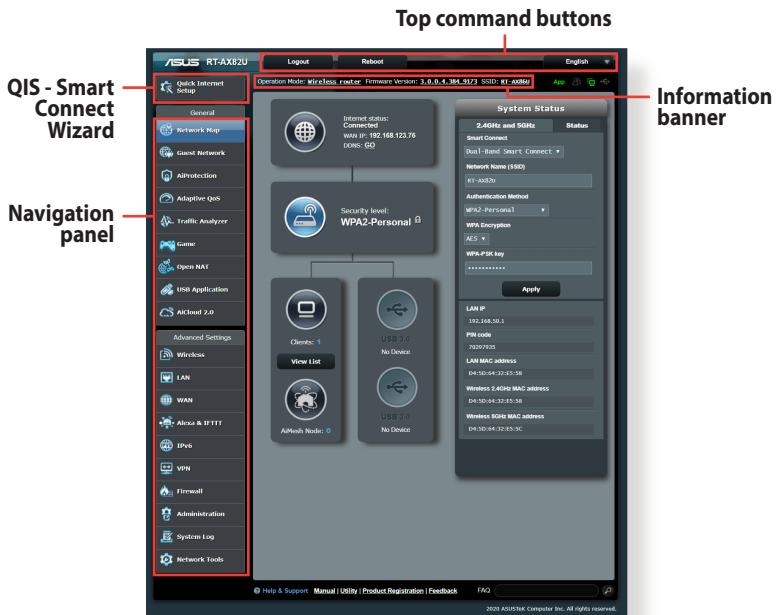 Top command buttons
ASUS RT-AX82U
Logout
Reboot
English
QIS - Smart
Connect
Wizard
Quick Internet
Setup
Operation Mode: Wireless router Firmware Version: 3.0.0.4.384_9173 SSID: RT-AX86U
App
Information
banner
Navigation
panel
General
Network Map
Guest Network
AiProtection
Adaptive QoS
Traffic Analyzer
Game
Open NAT
USB Application
AiCloud 2.0
Advanced Settings
Wireless
LAN
WAN
Alexa & IFTTT
IPv6
VPN
Firewall
Administration
System Log
Network Tools
Internet status:
Connected
WAN IP: 192.168.123.76
DDNS: GO
Security level:
WPA2-Personal
Clients: 1
View List
AiMesh Node: 0
USB 3.0
No Device
USB 3.0
No Device
System Status
2.4GHz and 5GHz
Status
Smart Connect
Dual-Band Smart Connect
Network Name (SSID)
RT-AX82U
Authentication Method
WPA2-Personal
WPA Encryption
AES
WPA-PSK key
Apply
LAN IP
192.168.50.1
PIN code
70297935
LAN MAC address
D4:5D:64:32:E5:58
Wireless 2.4GHz MAC address
D4:5D:64:32:E5:58
Wireless 5GHz MAC address
D4:5D:64:32:E5:5C
Help & Support Manual | Utility | Product Registration | Feedback
FAQ
2020 ASUSTeK Computer Inc. All rights reserved.